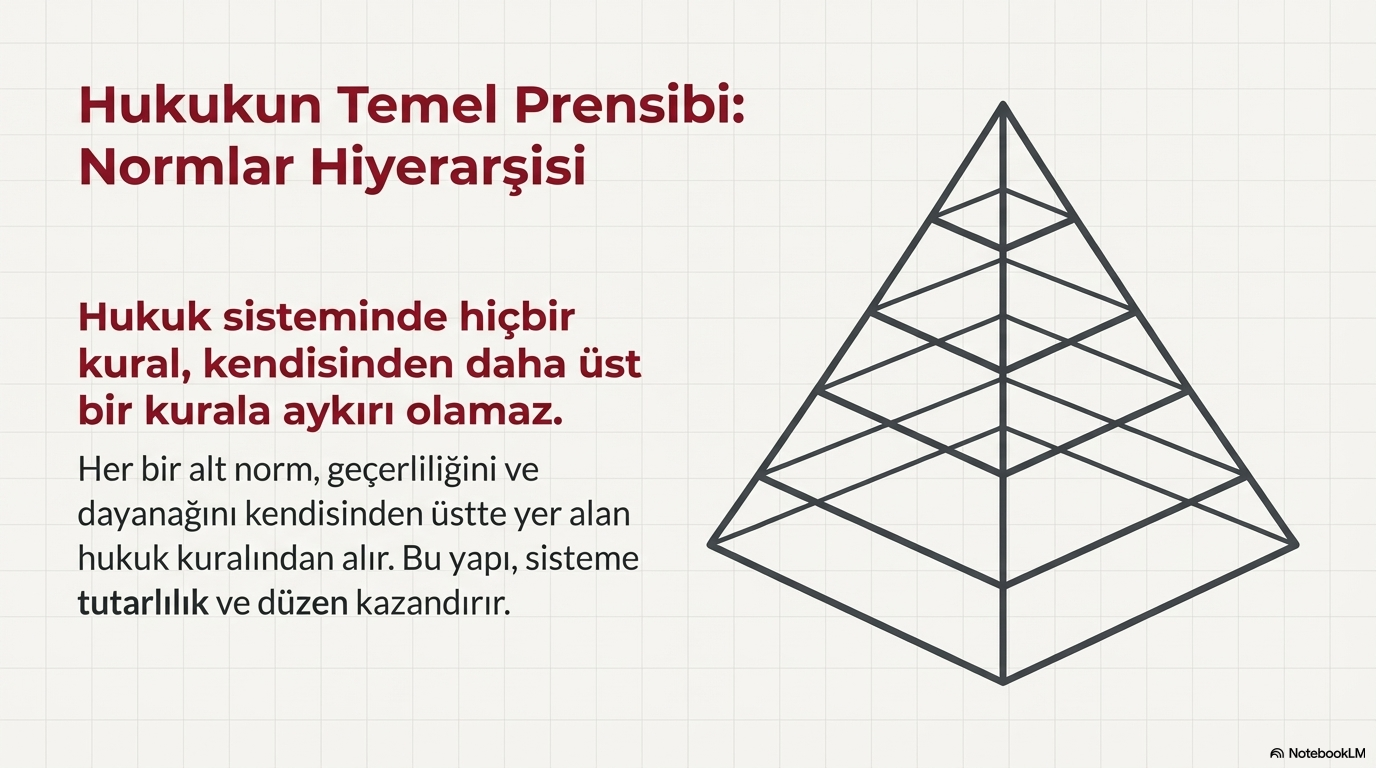 Hukukun Temel Prensibi:
Normlar Hiyerarşisi
Hukuk sisteminde hiçbir
kural, kendisinden daha üst
bir kurala aykırı olamaz.
Her bir alt norm, geçerliliğini ve
dayanağını kendisinden üstte yer alan
hukuk kuralından alır. Bu yapı, sisteme
tutarlılık ve düzen kazandırır.
NotebookLM